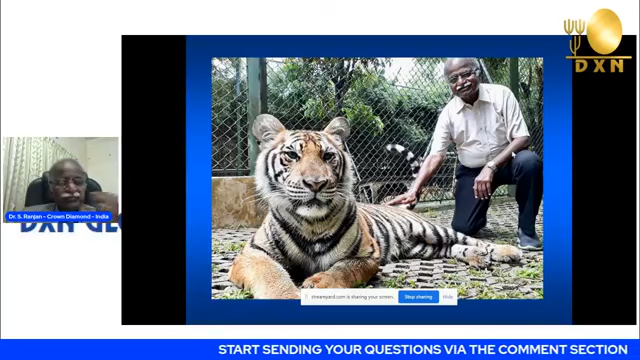 DXN
Dr. S. Ranjan - Crown Diamond - India
streamyard.com is sharing your screen.
Stop sharing
Hide
START SENDING YOUR QUESTIONS VIA THE COMMENT SECTION